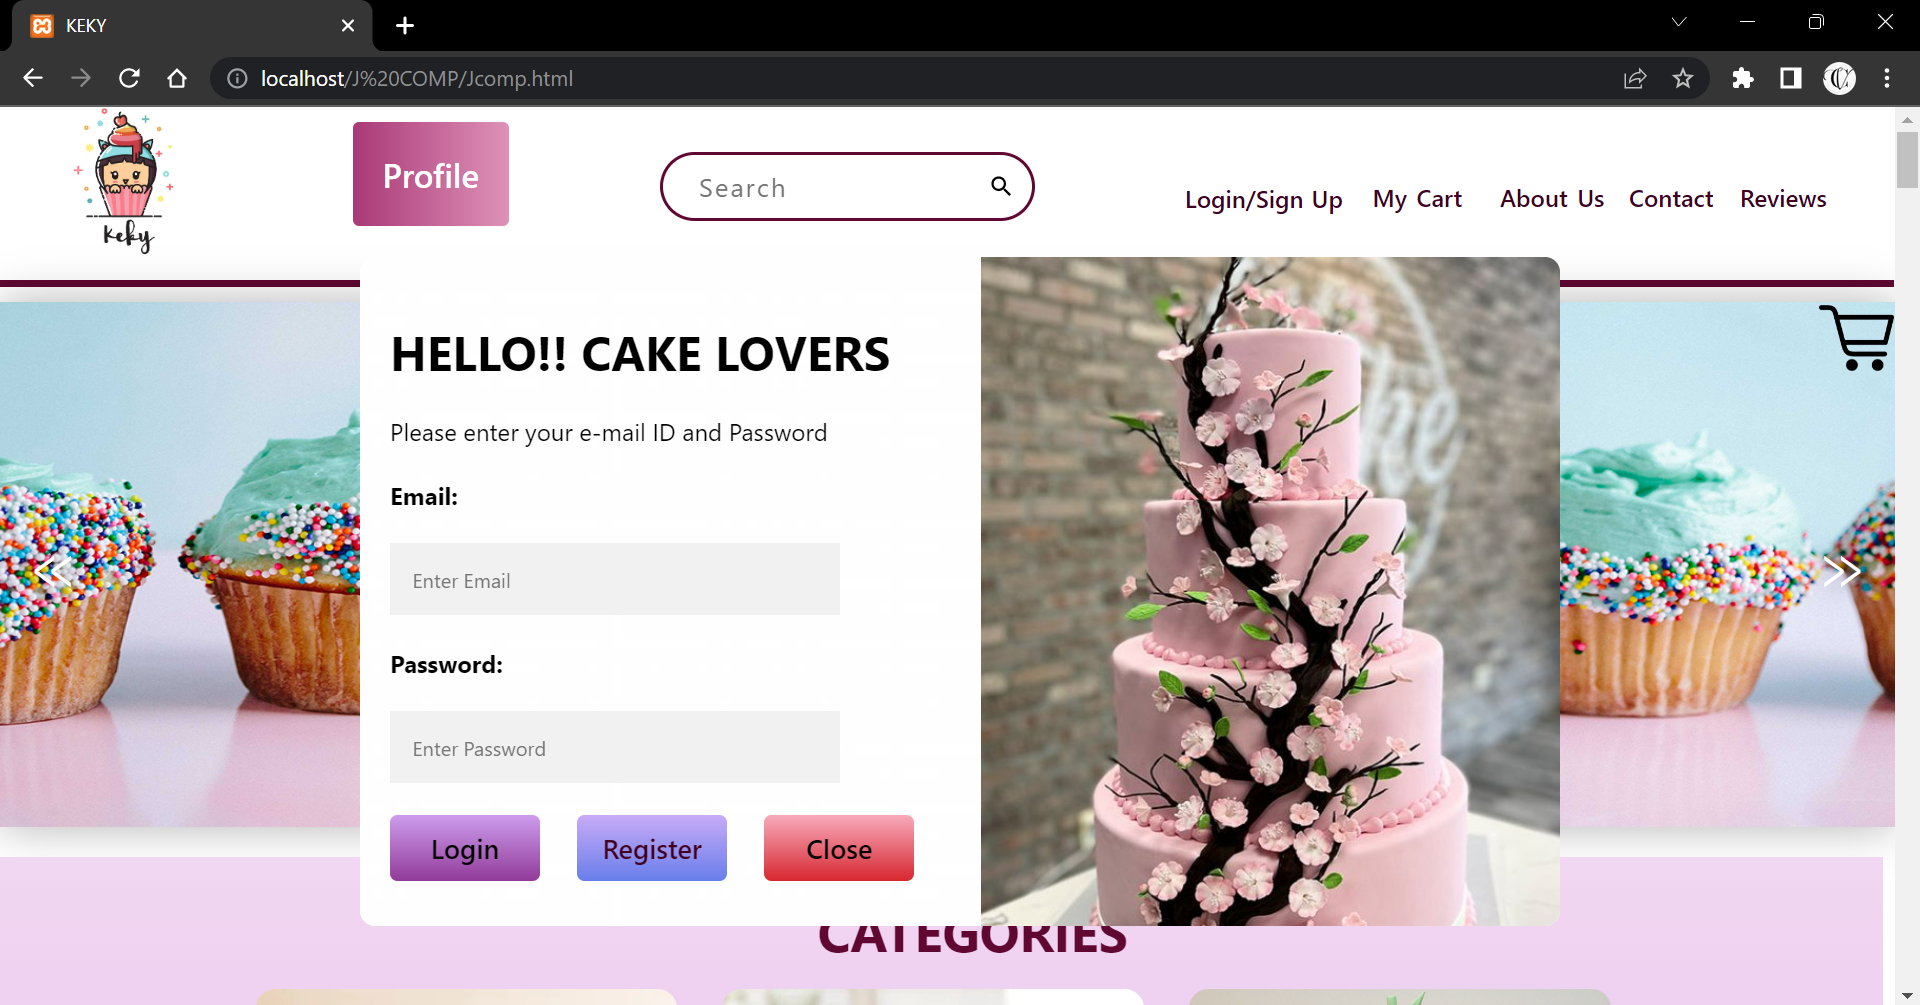 KEKY
localhost/J%20COMP/Jcomp.html
keky
Profile
Search
Login/Sign Up
My Cart
About Us
Contact
Reviews
HELLO!! CAKE LOVERS
Please enter your e-mail ID and Password
Email:
Enter Email
Password:
Enter Password
Login
Register
Close
CATEGORIES